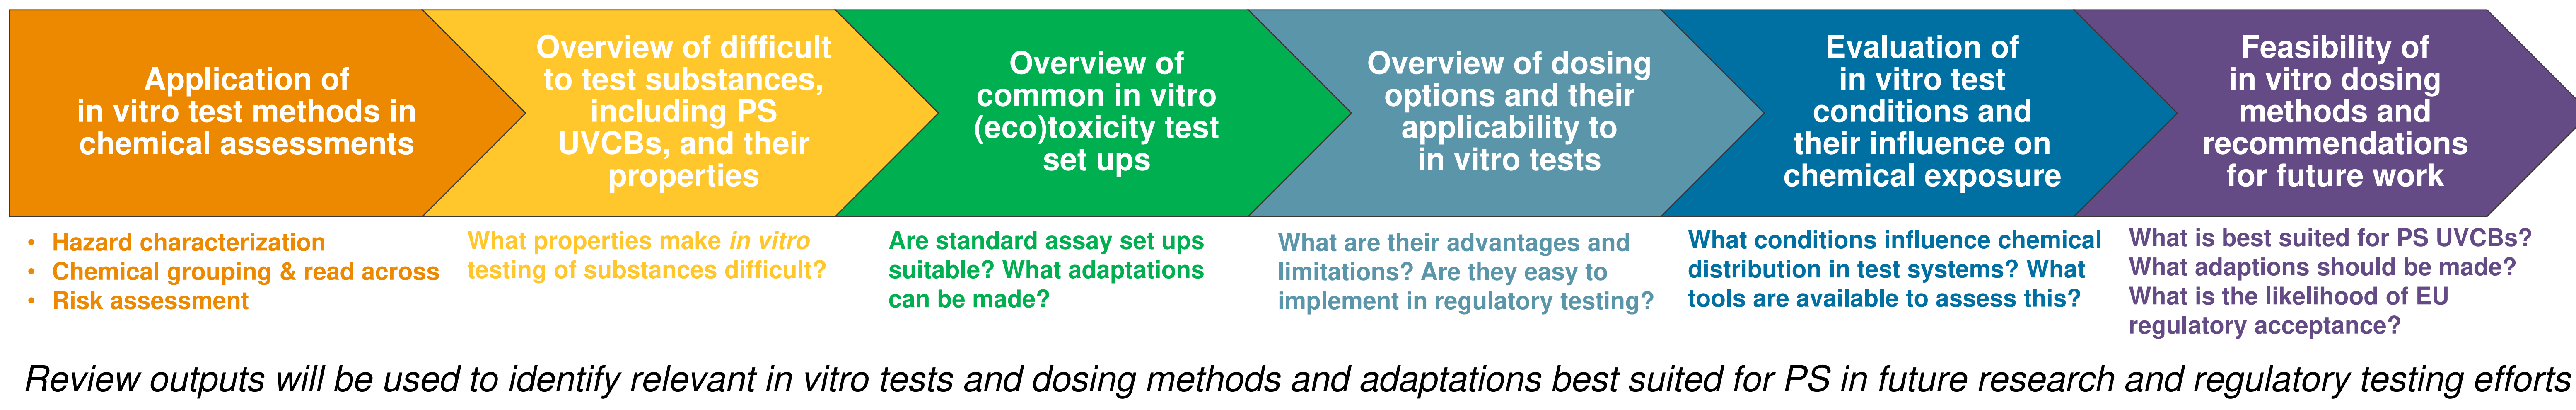 Application of
in vitro test methods in
chemical assessments
Overview of difficult
to test substances,
including PS
UVCBs, and their
properties
Overview of
common in vitro
(eco)toxicity test
set ups
Overview of dosing
options and their
applicability to
in vitro tests
Evaluation of
in vitro test
conditions and
their influence on
chemical exposure
Feasibility of
in vitro dosing
methods and
recommendations
for future work
• Hazard characterization
• Chemical grouping & read across
• Risk assessment
What properties make in vitro
testing of substances difficult?
Are standard assay set ups
suitable? What adaptations
can be made?
What are their advantages and
limitations? Are they easy to
implement in regulatory testing?
What conditions influence chemical
distribution in test systems? What
tools are available to assess this?
What is best suited for PS UVCBs?
What adaptions should be made?
What is the likelihood of EU
regulatory acceptance?
Review outputs will be used to identify relevant in vitro tests and dosing methods and adaptations best suited for PS in future research and regulatory testing efforts